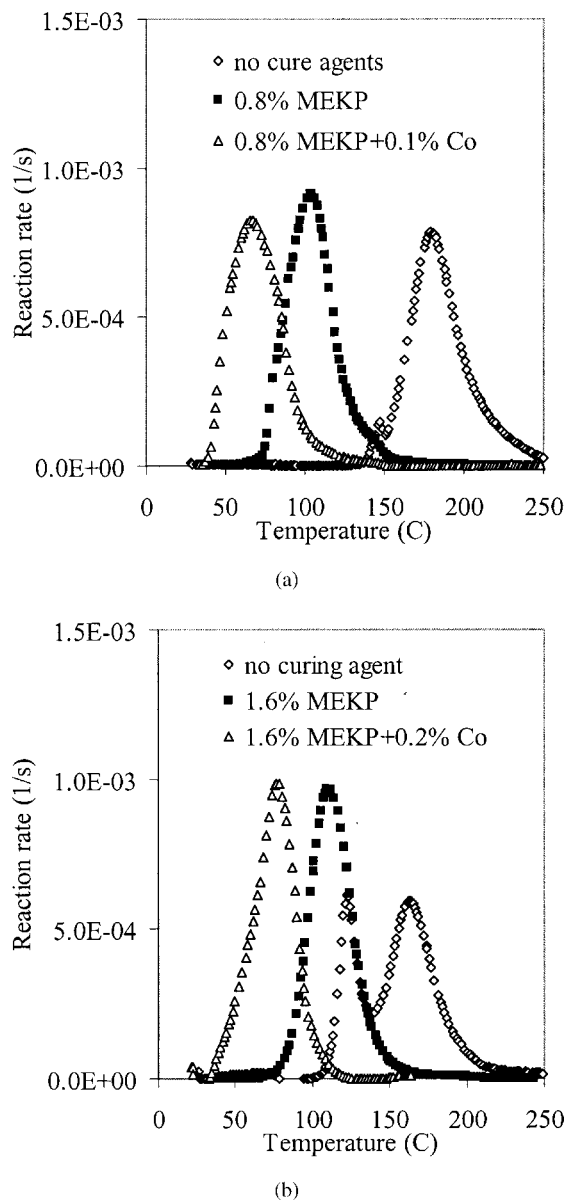 1.5E-03
no cure agents
0.8% MEKP
0.8% MEKP+0.1% Co
1.0E-03
5.0E-04
0.0E+00
Reaction rate (1/s)
0 50 100 150 200 250
Temperature (C)
(a)
1.5E-03
no curing agent
1.6% MEKP
1.6% MEKP+0.2% Co
1.0E-03
5.0E-04
0.0E+00
Reaction rate (1/s)
0 50 100 150 200 250
Temperature (C)
(b)